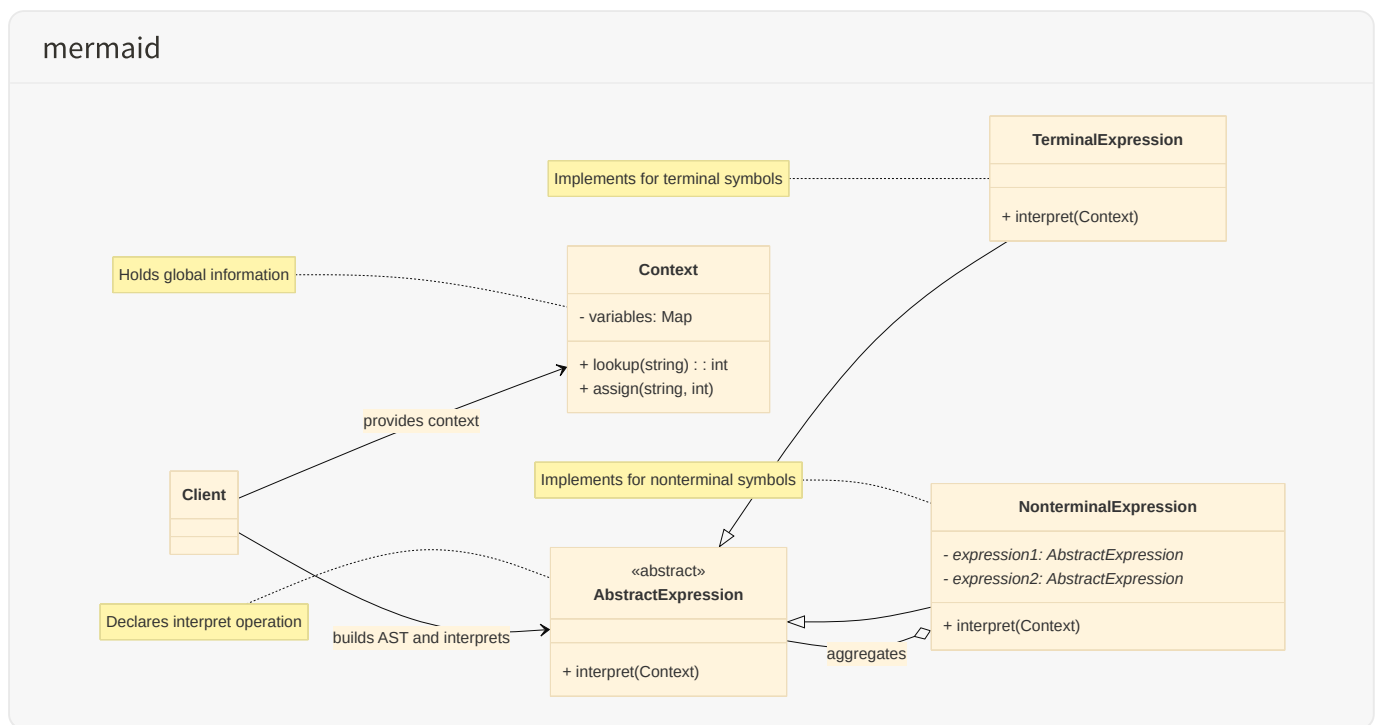 mermaid
TerminalExpression
+ interpret(Context)
Implements for terminal symbols
Holds global information
Context
- variables: Map
+ lookup(string) : : int
+ assign(string, int)
provides context
Client
Implements for nonterminal symbols
NonterminalExpression
- expression1: AbstractExpression
- expression2: AbstractExpression
+ interpret(Context)
«abstract»
AbstractExpression
+ interpret(Context)
Declares interpret operation
builds AST and interprets
aggregates